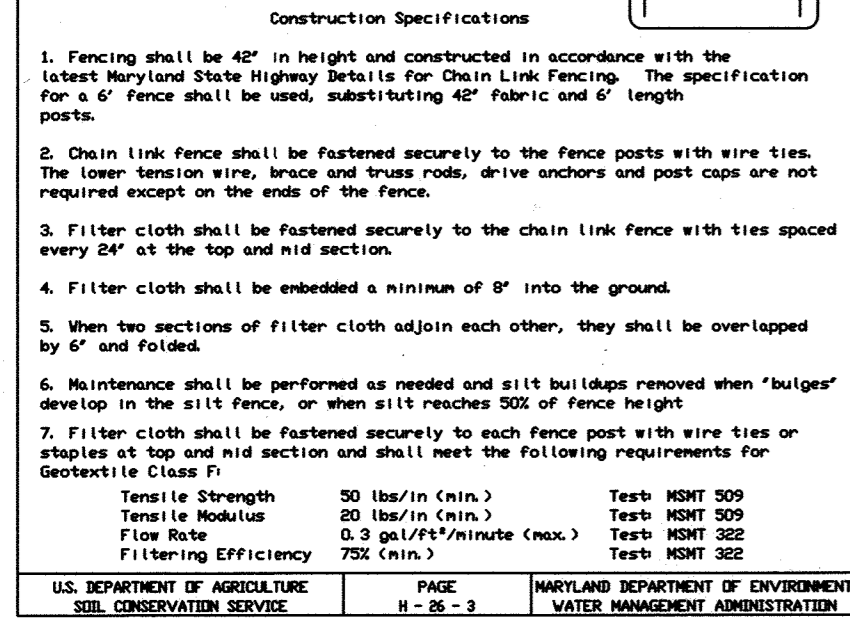 Construction Specifications
1. Fencing shall be 42" in height and constructed in accordance with the
latest Maryland State Highway Details for Chain Link Fencing. The specification
for a 6' fence shall be used, substituting 42" fabric and 6' length
posts.
2. Chain link fence shall be fastened securely to the fence posts with wire ties.
The lower tension wire, brace and truss rods, drive anchors and post caps are not
required except on the ends of the fence.
3. Filter cloth shall be fastened securely to the chain link fence with ties spaced
every 24" at the top and mid section.
4. Filter cloth shall be embedded a minimum of 8" into the ground.
5. When two sections of filter cloth adjoin each other, they shall be overlapped
by 6" and folded.
6. Maintenance shall be performed as needed and silt buildups removed when "bulges"
develop in the silt fence, or when silt reaches 50% of fence height
7. Filter cloth shall be fastened securely to each fence post with wire ties or
staples at top and mid section and shall meet the following requirements for
Geotextile Class F:
Tensile Strength 50 lbs/in (min.) Test: MSMT 509
Tensile Modulus 20 lbs/in (min.) Test: MSMT 509
Flow Rate 0.3 gal/ft²/minute (max.) Test: MSMT 322
Filtering Efficiency 75% (min.) Test: MSMT 322
U.S. DEPARTMENT OF AGRICULTURE PAGE MARYLAND DEPARTMENT OF ENVIRONMENT
SOIL CONSERVATION SERVICE H - 26 - 3 WATER MANAGEMENT ADMINISTRATION